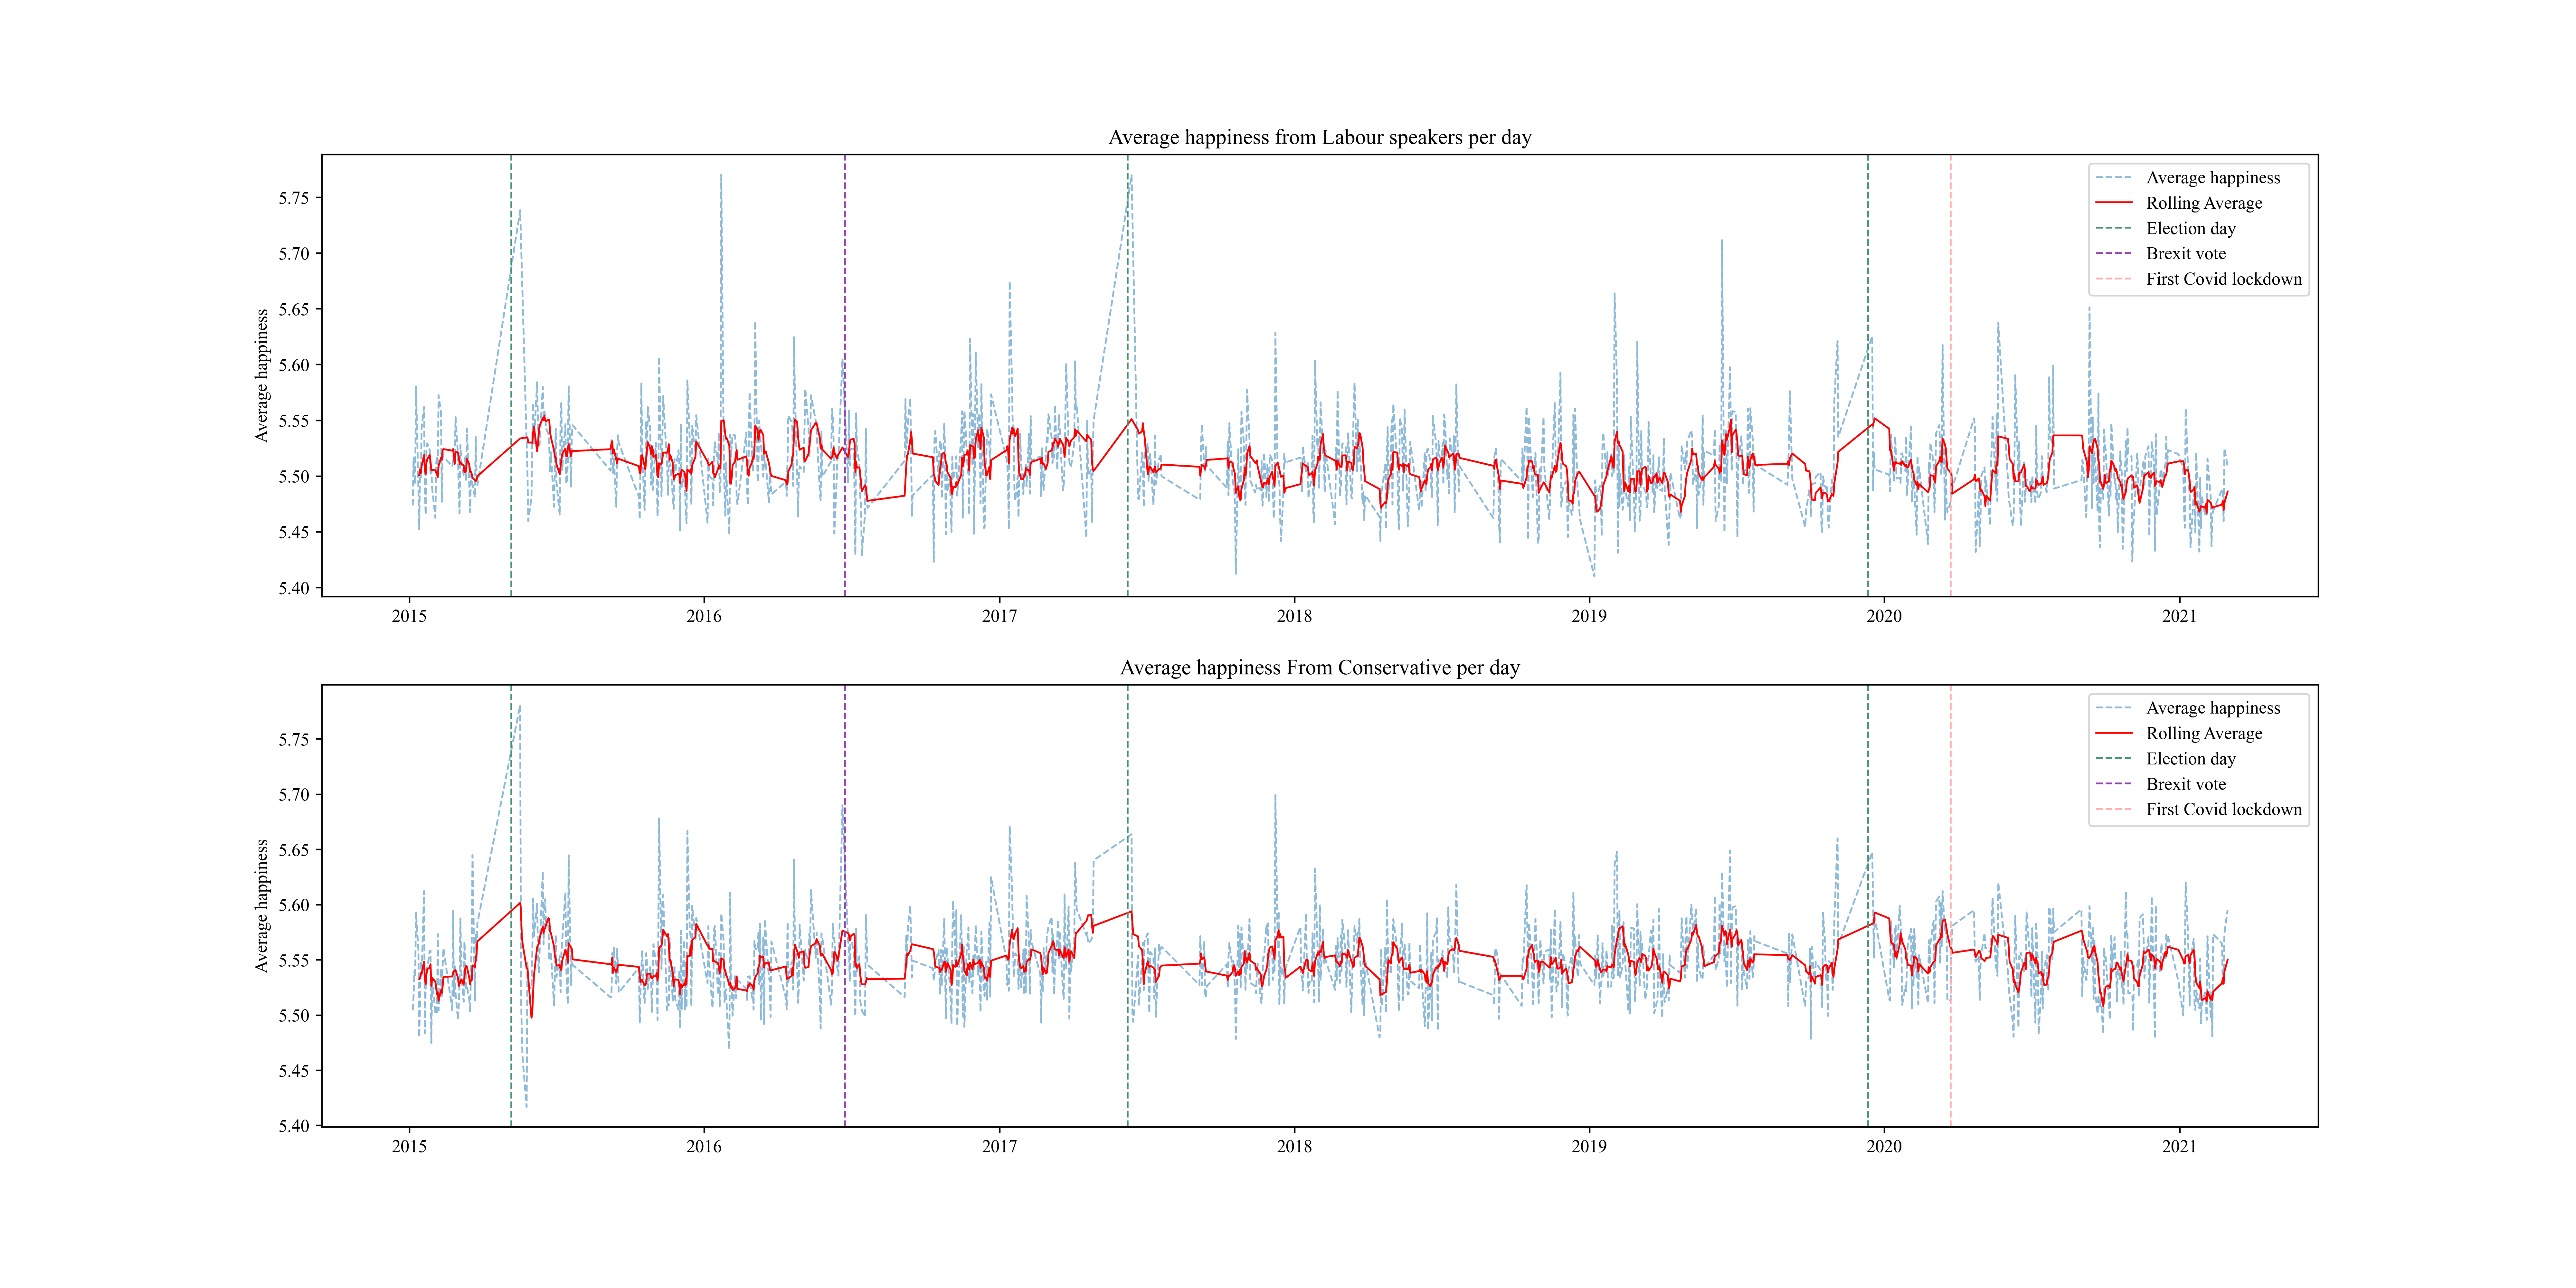 Average happiness from Labour speakers per day
Average happiness
5.75
5.70
5.65
5.60
5.55
5.50
5.45
5.40
2015 2016 2017 2018 2019 2020 2021
Average happiness
Rolling Average
Election day
Brexit vote
First Covid lockdown
Average happiness From Conservative per day
Average happiness
5.75
5.70
5.65
5.60
5.55
5.50
5.45
5.40
2015 2016 2017 2018 2019 2020 2021
Average happiness
Rolling Average
Election day
Brexit vote
First Covid lockdown